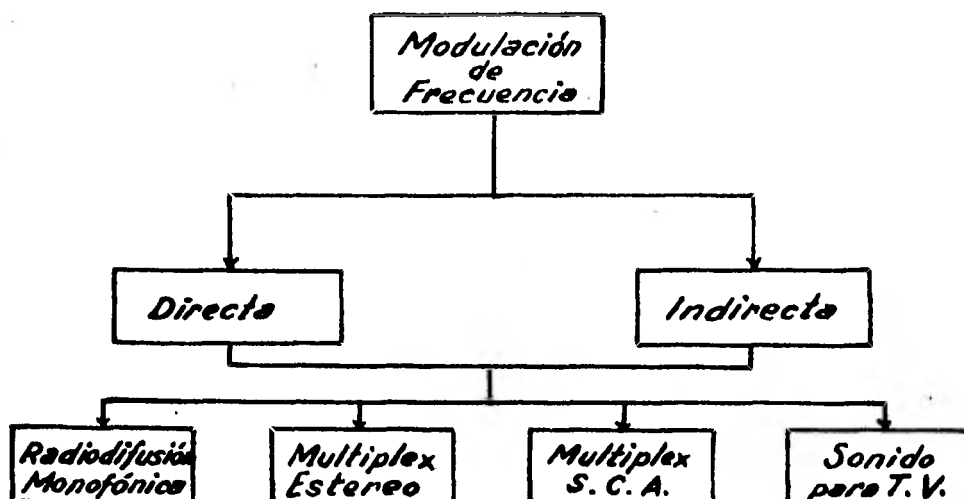 Modulación
de
Frecuencia
Directa
Indirecta
Radiodifusión
Monofónica
Multiplex
Estereo
Multiplex
S. C. A.
Sonido
para T. V.